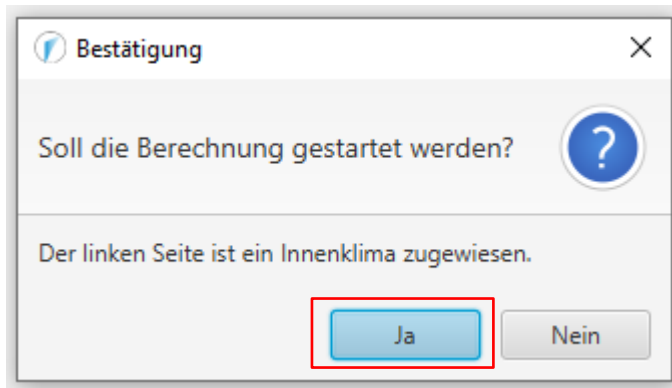 Bestätigung
Soll die Berechnung gestartet werden?
Der linken Seite ist ein Innenklima zugewiesen.
Ja
Nein